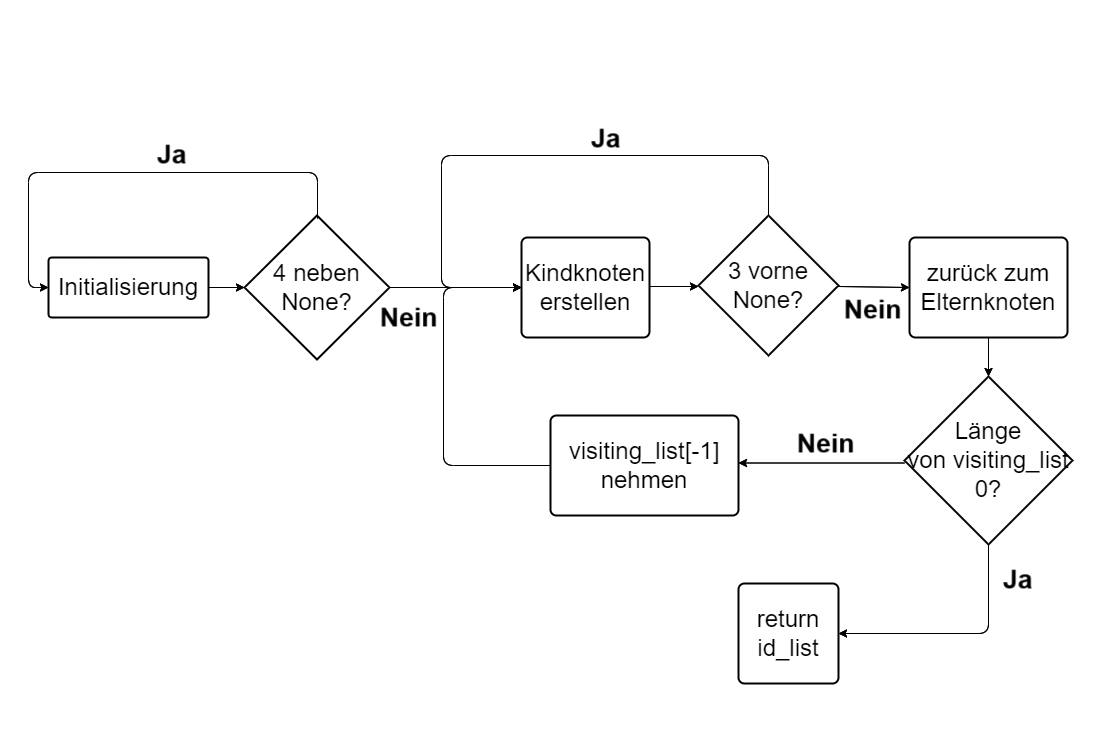 Ja
Ja
Initialisierung
4 neben
None?
Nein
Kindknoten
erstellen
3 vorne
None?
Nein
zurück zum
Elternknoten
Länge
von visiting_list
0?
Nein
visiting_list[-1]
nehmen
Ja
return
id_list